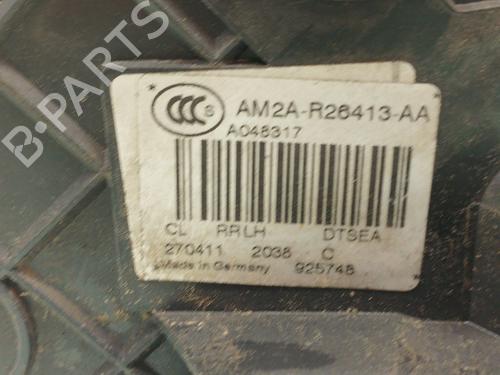 B-PARTS
CCC S
AM2A-R26413-AA
A048317
CL RRLH DTSEA
270411 2038 C
Made in Germany 925748